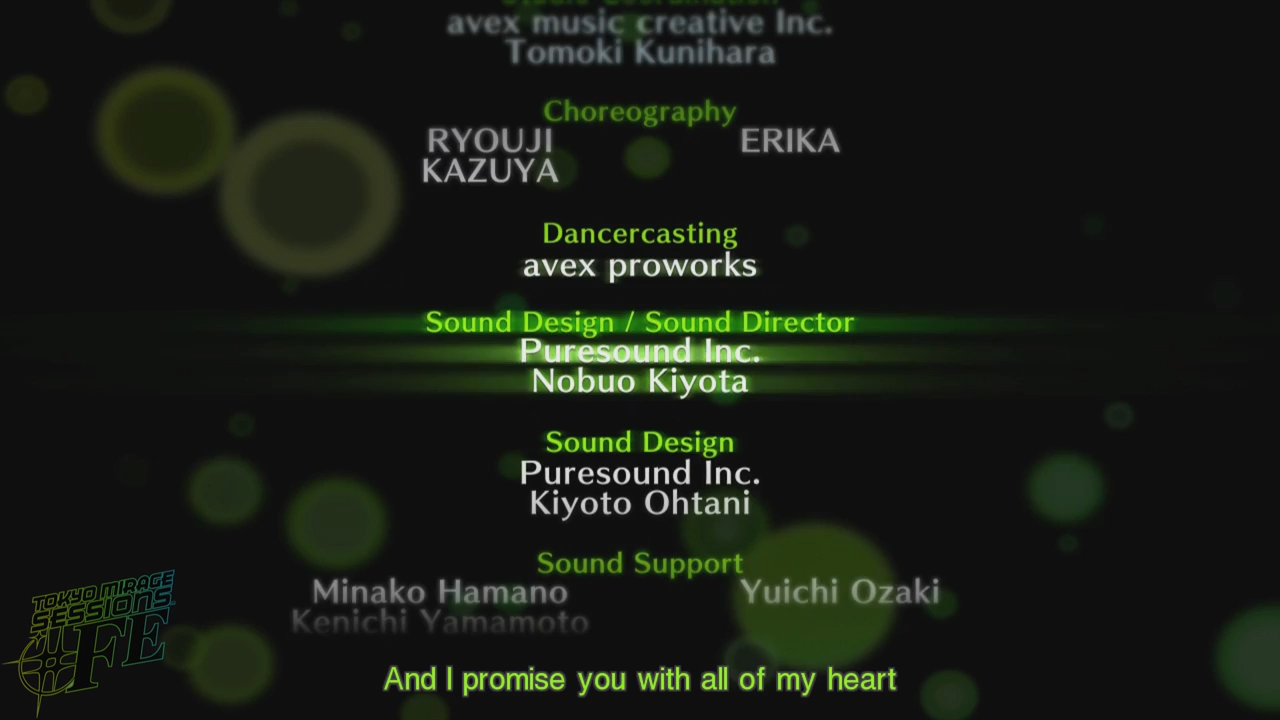 Studio Coordination
avex music creative Inc.
Tomoki Kunihara
Choreography
RYOUJI ERIKA
KAZUYA
Dancercasting
avex proworks
Sound Design / Sound Director
Puresound Inc.
Nobuo Kiyota
Sound Design
Puresound Inc.
Kiyoto Ohtani
Sound Support
Minako Hamano Yuichi Ozaki
Kenichi Yamamoto
TOKYO MIRAGE
SESSIONS
#FE
And I promise you with all of my heart